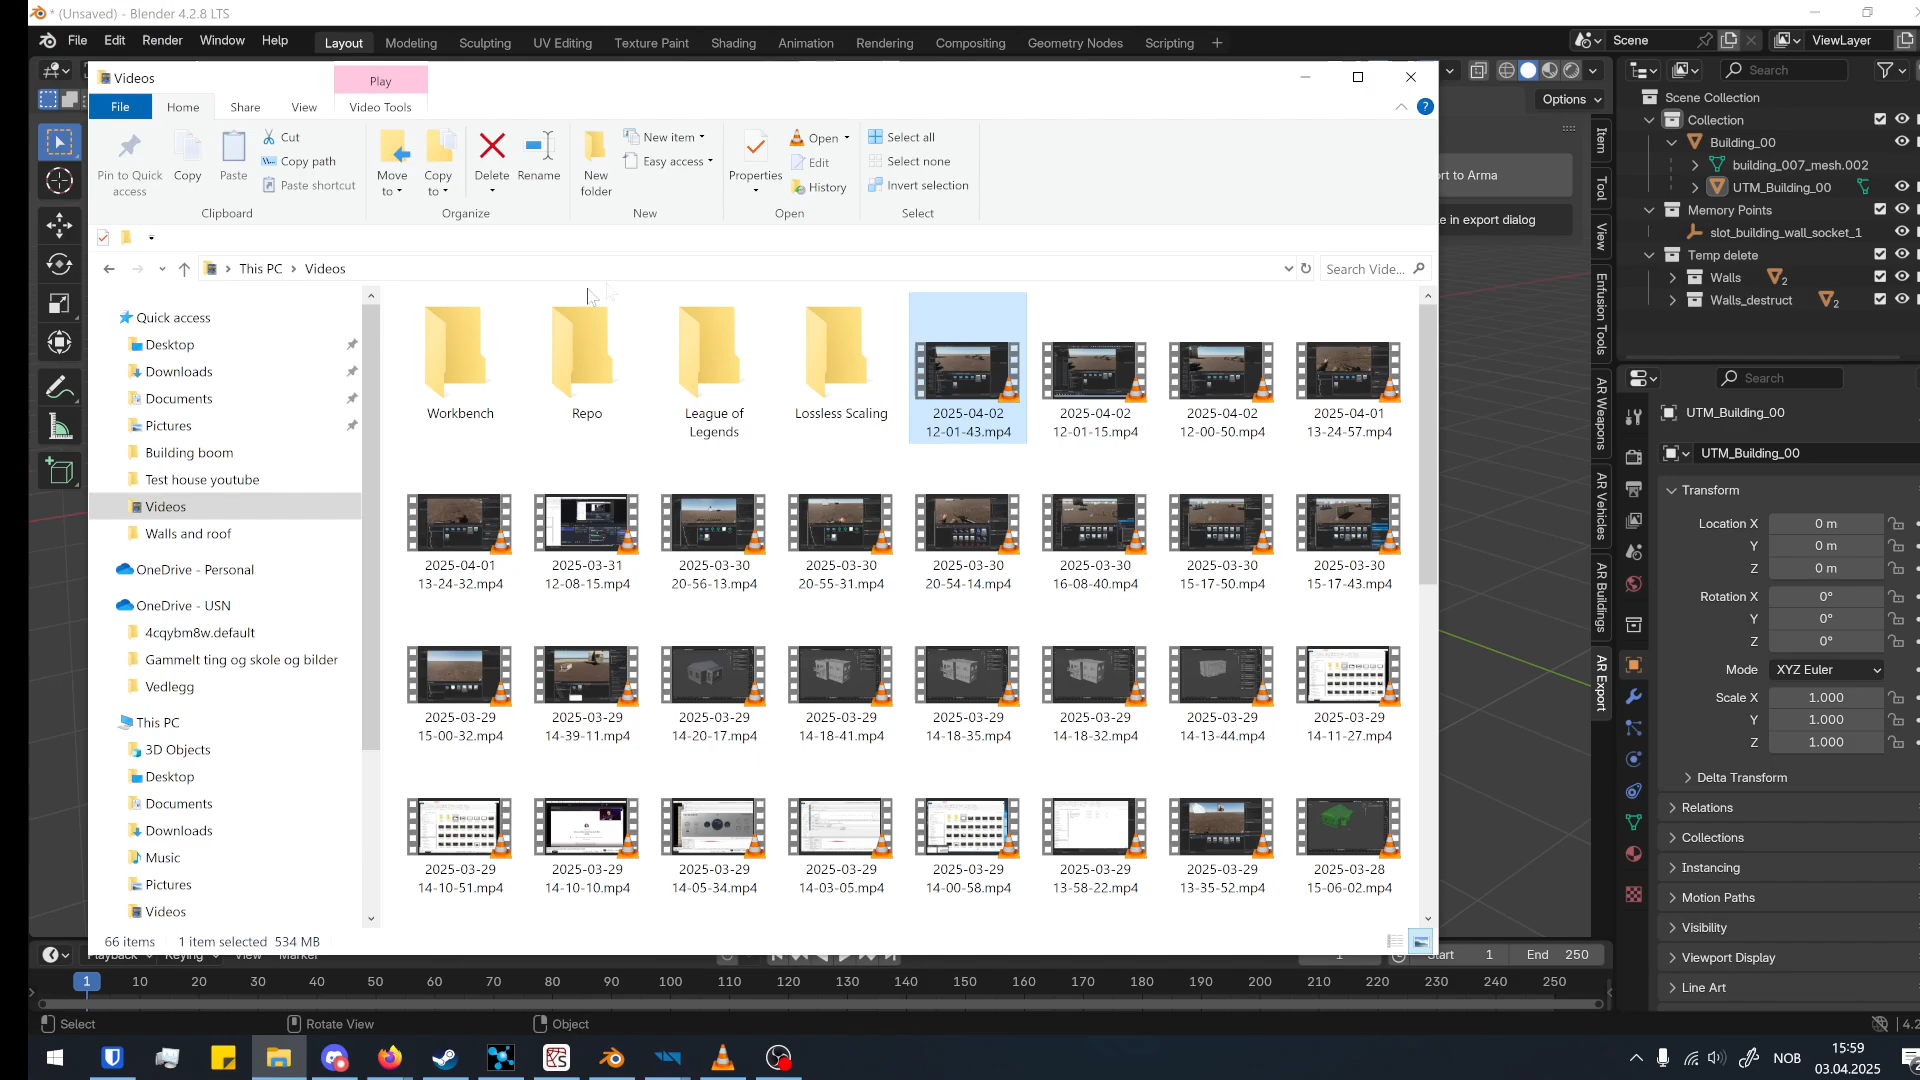 * (Unsaved) - Blender 4.2.8 LTS
File Edit Render Window Help
Layout Modeling Sculpting UV Editing Texture Paint Shading Animation Rendering Compositing Geometry Nodes Scripting +
Scene
ViewLayer
Videos
Play
File Home Share View Video Tools
Pin to Quick access
Copy
Paste
Cut
Copy path
Paste shortcut
Clipboard
Move to
Copy to
Delete
Rename
Organize
New folder
New item
Easy access
New
Properties
Open
Edit
History
Open
Select all
Select none
Invert selection
Select
This PC > Videos
Search Vide...
Quick access
Desktop
Downloads
Documents
Pictures
Building boom
Test house youtube
Videos
Walls and roof
OneDrive - Personal
OneDrive - USN
4cqybm8w.default
Gammelt ting og skole og bilder
Vedlegg
This PC
3D Objects
Desktop
Documents
Downloads
Music
Pictures
Videos
Workbench
Repo
League of Legends
Lossless Scaling
2025-04-02 12-01-43.mp4
2025-04-02 12-01-15.mp4
2025-04-02 12-00-50.mp4
2025-04-01 13-24-57.mp4
2025-04-01 13-24-32.mp4
2025-03-31 12-08-15.mp4
2025-03-30 20-56-13.mp4
2025-03-30 20-55-31.mp4
2025-03-30 20-54-14.mp4
2025-03-30 16-08-40.mp4
2025-03-30 15-17-50.mp4
2025-03-30 15-17-43.mp4
2025-03-29 15-00-32.mp4
2025-03-29 14-39-11.mp4
2025-03-29 14-20-17.mp4
2025-03-29 14-18-41.mp4
2025-03-29 14-18-35.mp4
2025-03-29 14-18-32.mp4
2025-03-29 14-13-44.mp4
2025-03-29 14-11-27.mp4
2025-03-29 14-10-51.mp4
2025-03-29 14-10-10.mp4
2025-03-29 14-05-34.mp4
2025-03-29 14-03-05.mp4
2025-03-29 14-00-58.mp4
2025-03-29 13-58-22.mp4
2025-03-29 13-35-52.mp4
2025-03-28 15-06-02.mp4
66 items 1 item selected 534 MB
Options
rt to Arma
e in export dialog
Item
Tool
View
Enfusion Tools
AR Weapons
AR Vehicles
AR Buildings
AR Export
Search
Scene Collection
Collection
Building_00
building_007_mesh.002
UTM_Building_00
Memory Points
slot_building_wall_socket_1
Temp delete
Walls 2
Walls_destruct 2
Search
UTM_Building_00
UTM_Building_00
Transform
Location X 0 m
Y 0 m
Z 0 m
Rotation X 0°
Y 0°
Z 0°
Mode XYZ Euler
Scale X 1.000
Y 1.000
Z 1.000
Delta Transform
Relations
Collections
Instancing
Motion Paths
Visibility
Viewport Display
Line Art
Playback Keying View Marker
1 Start 1 End 250
1 10 20 30 40 50 60 70 80 90 100 110 120 130 140 150 160 170 180 190 200 210 220 230 240 250
Select Rotate View Object
4.2
NOB
15:59
03.04.2025